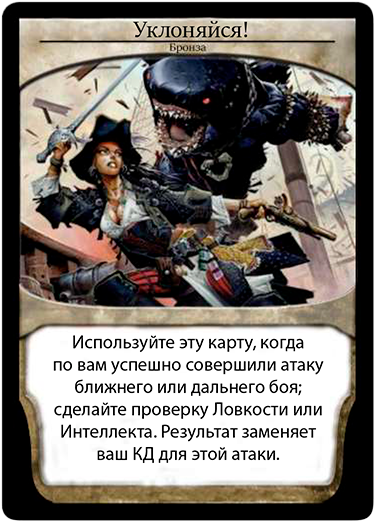 Уклоняйся!
Бронза
Используйте эту карту, когда
по вам успешно совершили атаку
ближнего или дальнего боя;
сделайте проверку Ловкости или
Интеллекта. Результат заменяет
ваш КД для этой атаки.